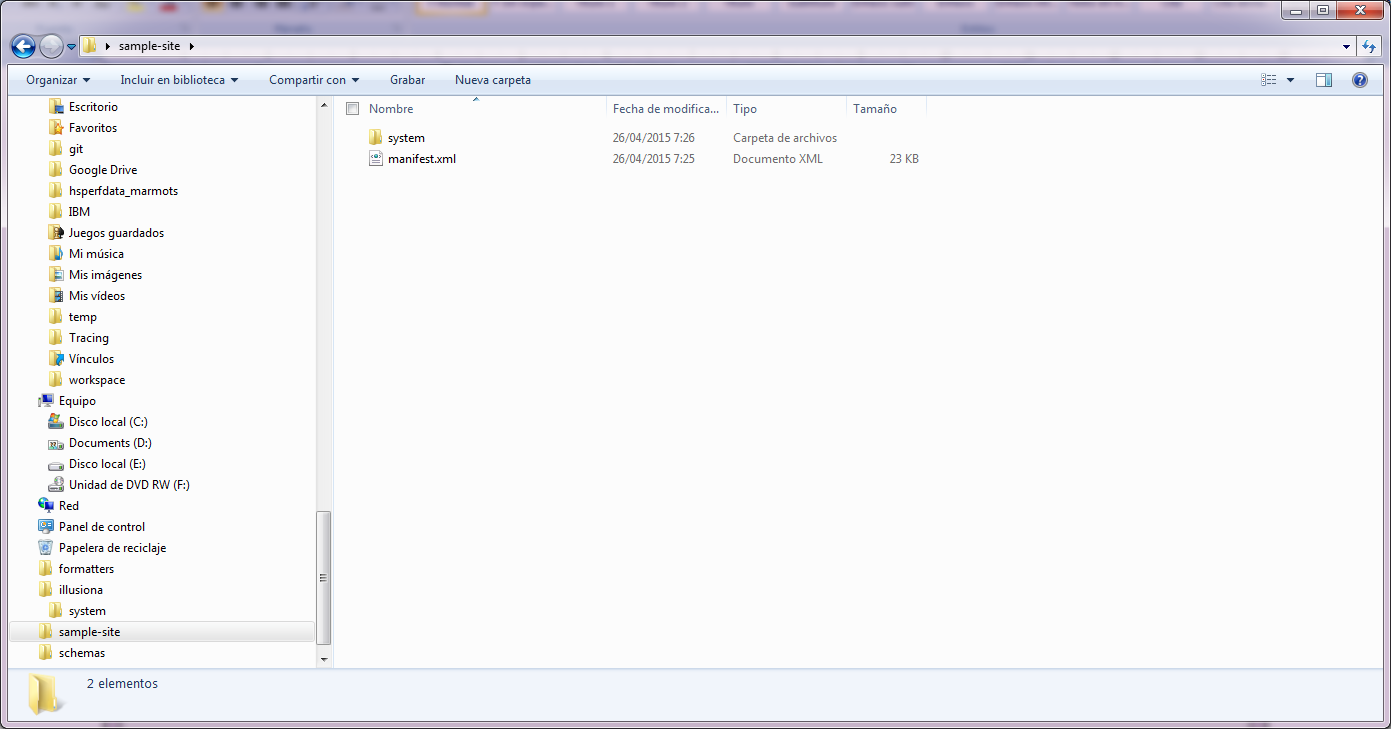 sample-site
Organizar
Incluir en biblioteca
Compartir con
Grabar
Nueva carpeta
Escritorio
Favoritos
git
Google Drive
hsperfdata_marmots
IBM
Juegos guardados
Mi música
Mis imágenes
Mis vídeos
temp
Tracing
Vínculos
workspace
Equipo
Disco local (C:)
Documents (D:)
Disco local (E:)
Unidad de DVD RW (F:)
Red
Panel de control
Papelera de reciclaje
formatters
illusiona
system
sample-site
schemas
Nombre Fecha de modifica... Tipo Tamaño
system 26/04/2015 7:26 Carpeta de archivos
manifest.xml 26/04/2015 7:25 Documento XML 23 KB
2 elementos